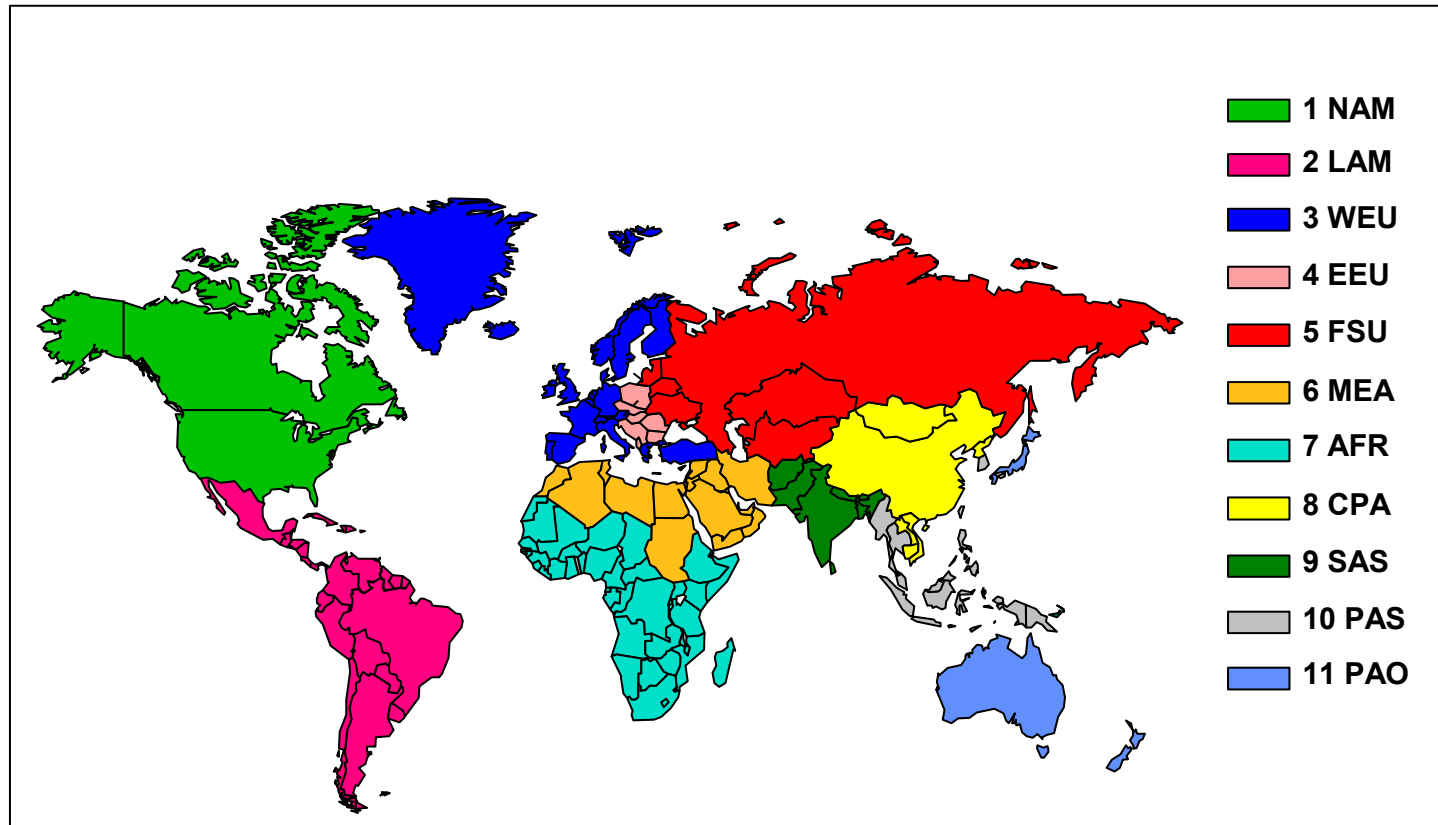 1 NAM
2 LAM
3 WEU
4 EEU
5 FSU
6 MEA
7 AFR
8 CPA
9 SAS
10 PAS
11 PAO